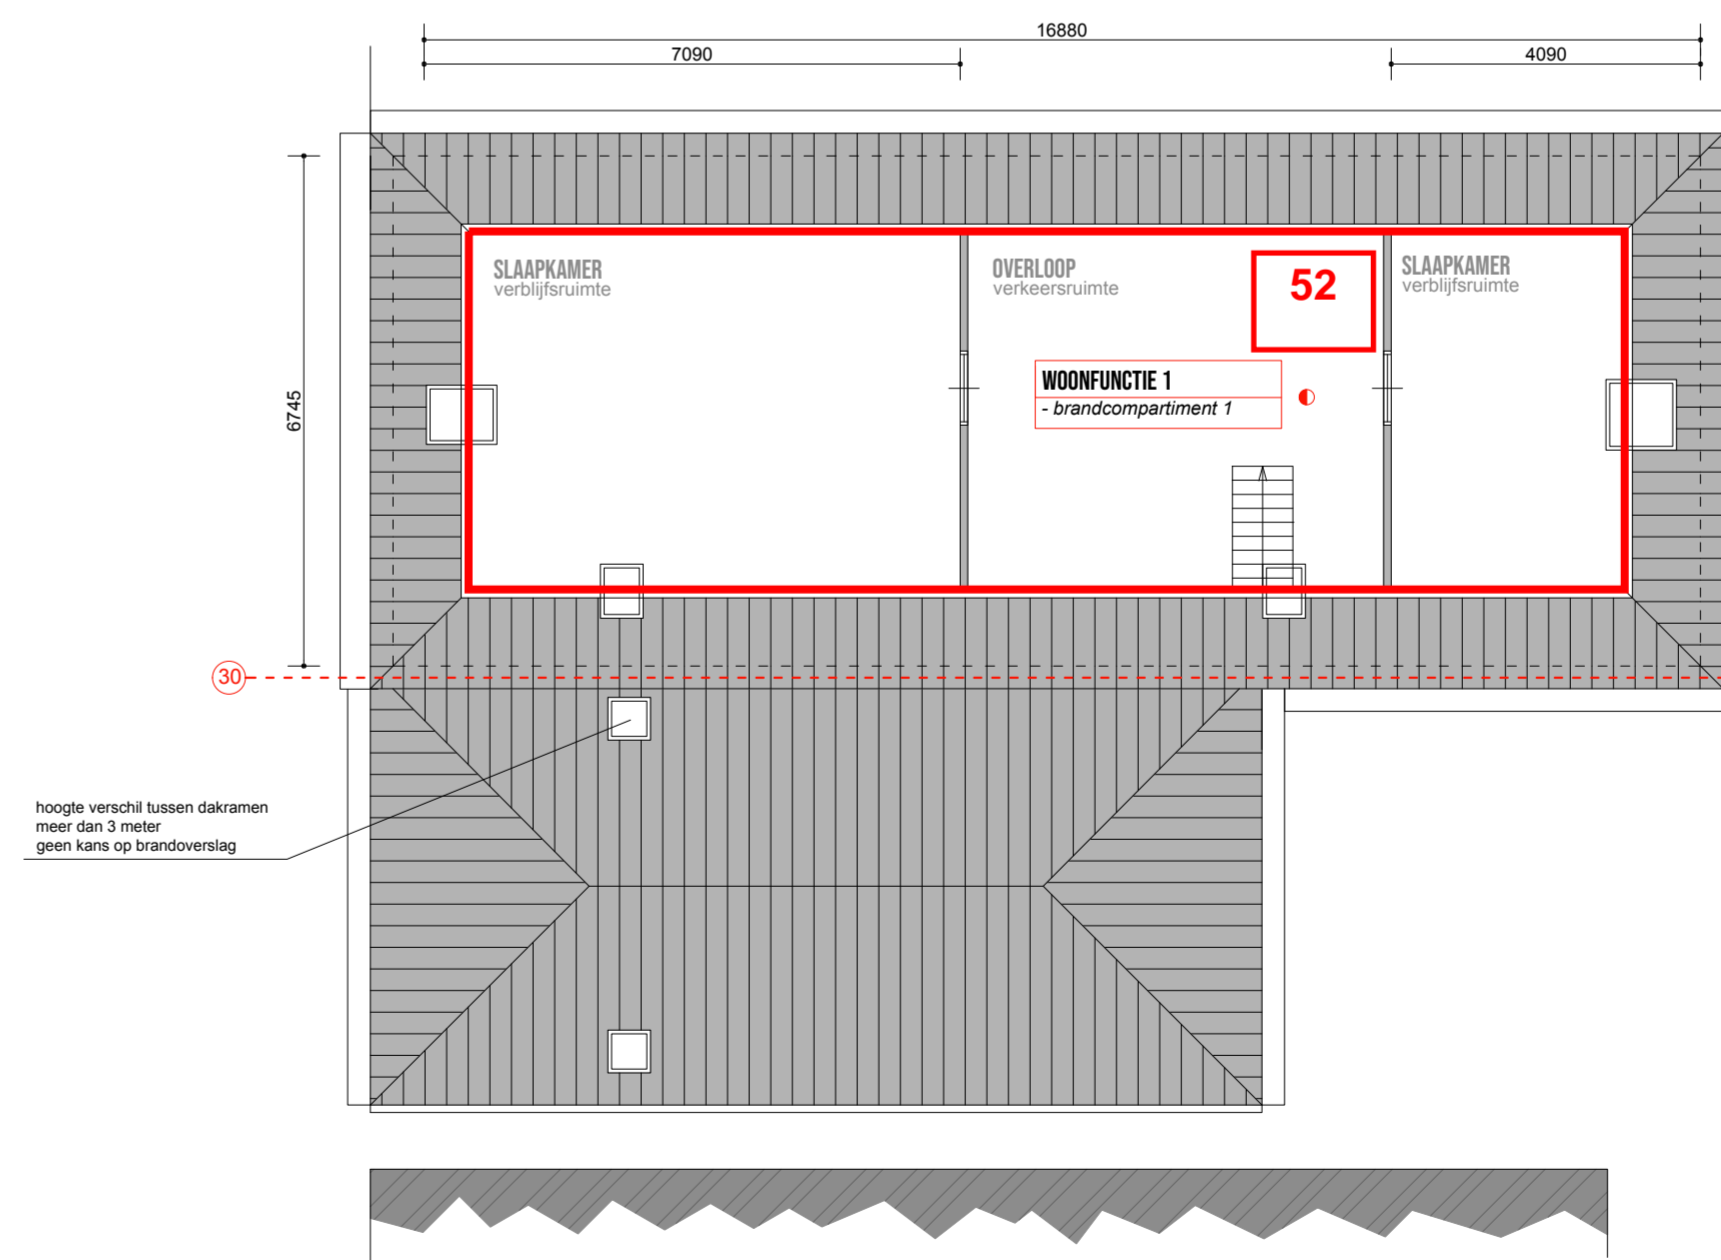 16880
7090
4090
6745
SLAAPKAMER
verblijfsruimte
OVERLOOP
verkeersruimte
52
SLAAPKAMER
verblijfsruimte
WOONFUNCTIE 1
- brandcompartiment 1
30
hoogte verschil tussen dakramen
meer dan 3 meter
geen kans op brandoverslag